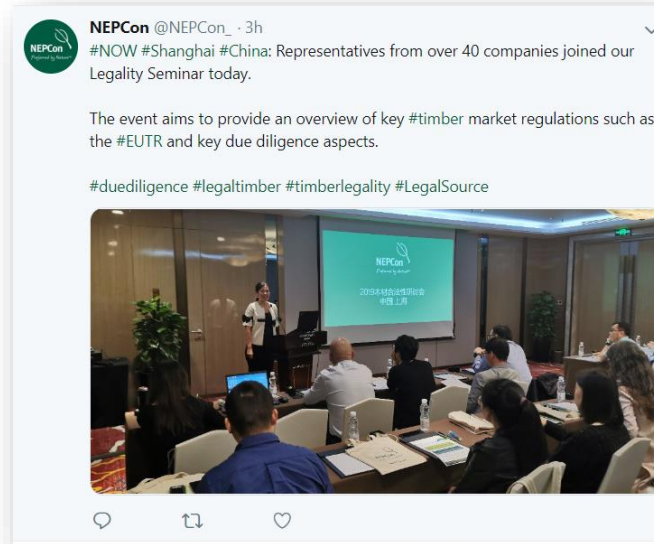 NEPCon
Preferred by Nature
NEPCon @NEPCon_ · 3h
#NOW #Shanghai #China: Representatives from over 40 companies joined our
Legality Seminar today.
The event aims to provide an overview of key #timber market regulations such as
the #EUTR and key due diligence aspects.
#duediligence #legaltimber #timberlegality #LegalSource
NEPCon
Preferred by Nature
2019木材合法性研讨会
中国 上海